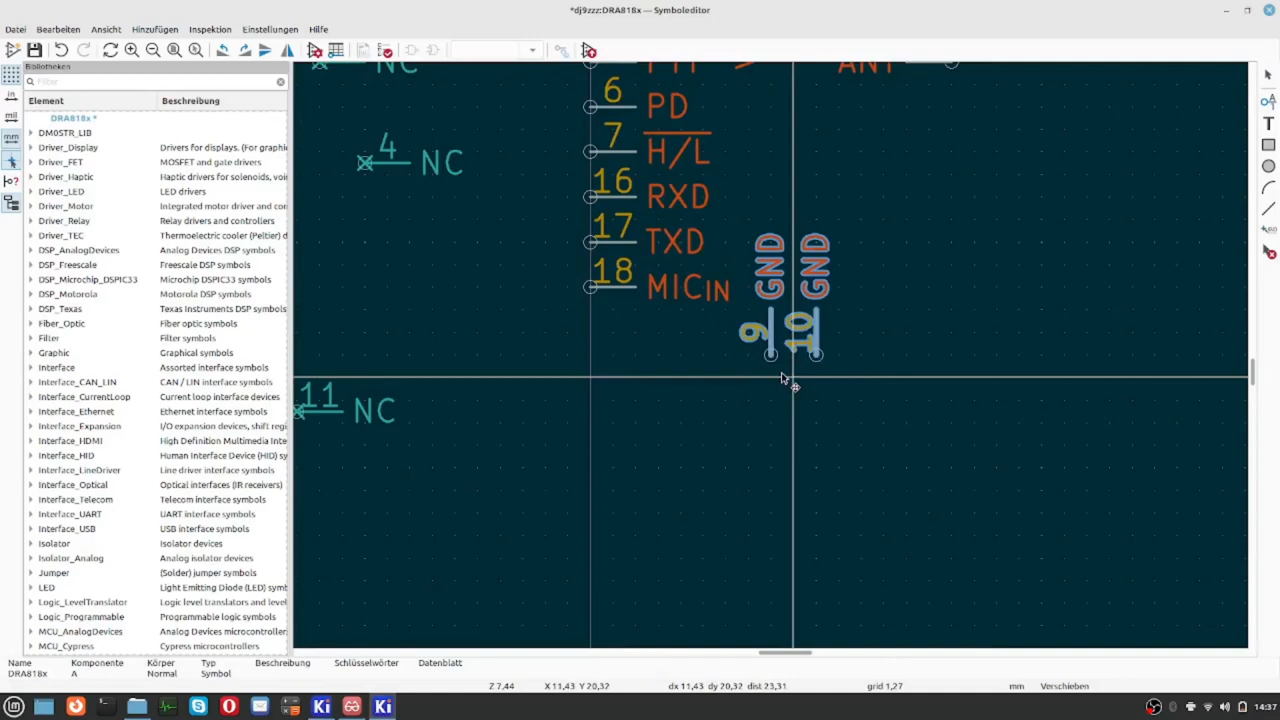 *dj9zzz:DRA818x — Symboleditor
Datei Bearbeiten Ansicht Hinzufügen Inspektion Einstellungen Hilfe
Bibliotheken
Filter
Element Beschreibung
DRA818x *
DM0STR_LIB
Driver_Display Drivers for displays. (For graphic
Driver_FET MOSFET and gate drivers
Driver_Haptic Haptic drivers for solenoids, voi
Driver_LED LED drivers
Driver_Motor Integrated motor driver and con
Driver_Relay Relay drivers and controllers
Driver_TEC Thermoelectric cooler (Peltier) d
DSP_AnalogDevices Analog Devices DSP symbols
DSP_Freescale Freescale DSP symbols
DSP_Microchip_DSPIC33 Microchip DSPIC33 symbols
DSP_Motorola Motorola DSP symbols
DSP_Texas Texas Instruments DSP symbols
Fiber_Optic Fiber optic symbols
Filter Filter symbols
Graphic Graphical symbols
Interface Assorted interface symbols
Interface_CAN_LIN CAN / LIN interface symbols
Interface_CurrentLoop Current loop interface devices
Interface_Ethernet Ethernet interface symbols
Interface_Expansion I/O expansion devices, shift regi
Interface_HDMI High Definition Multimedia Inte
Interface_HID Human Interface Device (HID) sy
Interface_LineDriver Line driver interface symbols
Interface_Optical Optical interfaces (IR receivers)
Interface_Telecom Telecom interface symbols
Interface_UART UART interface symbols
Interface_USB USB interface symbols
Isolator Isolator devices
Isolator_Analog Analog isolator devices
Jumper (Solder) jumper symbols
LED Light Emitting Diode (LED) symb
Logic_LevelTranslator Logic level translators and level
Logic_Programmable Programmable logic symbols
MCU_AnalogDevices Analog Devices microcontroller
MCU_Cypress Cypress microcontrollers
in
mil
mm
NC
ANT
6 PD
7 H/L
4 NC
16 RXD
17 TXD
18 MICIN
GND GND
9 10
11 NC
Name Komponente Körper Typ Beschreibung Schlüsselwörter Datenblatt
DRA818x A Normal Symbol
Z 7,44 X 11,43 Y 20,32 dx 11,43 dy 20,32 dist 23,31 grid 1,27 mm Verschieben
Ki Ki 14:37